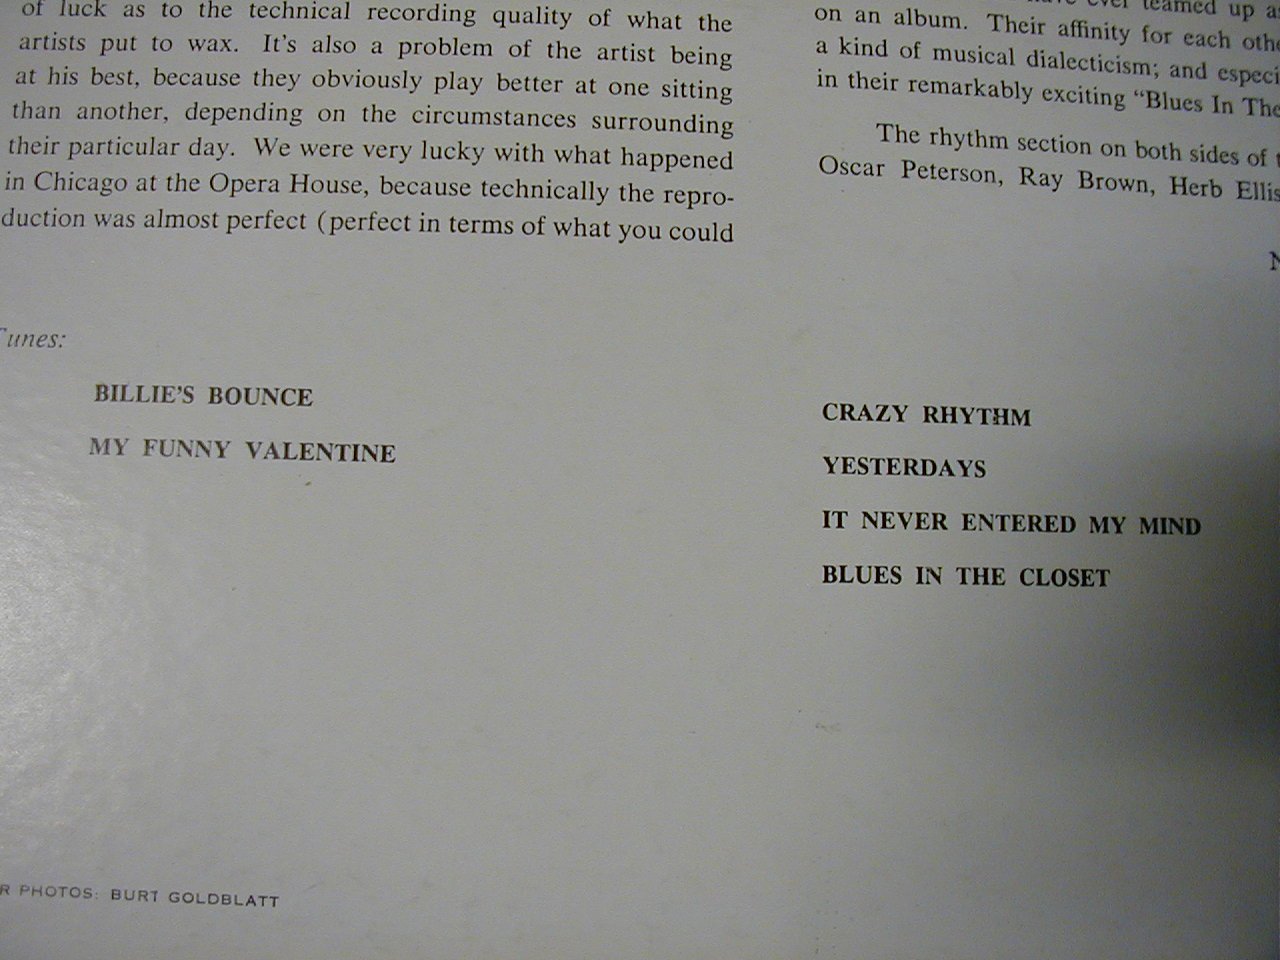 of luck as to the technical recording quality of what the
artists put to wax. It's also a problem of the artist being
at his best, because they obviously play better at one sitting
than another, depending on the circumstances surrounding
their particular day. We were very lucky with what happened
in Chicago at the Opera House, because technically the repro-
duction was almost perfect (perfect in terms of what you could
ever teamed up
on an album. Their affinity for each
a kind of musical dialecticism; and
in their remarkably exciting “Blues In The
The rhythm section on both sides of
Oscar Peterson, Ray Brown, Herb Ellis
Tunes:
BILLIE'S BOUNCE
MY FUNNY VALENTINE
CRAZY RHYTHM
YESTERDAYS
IT NEVER ENTERED MY MIND
BLUES IN THE CLOSET
PHOTOS: BURT GOLDBLATT